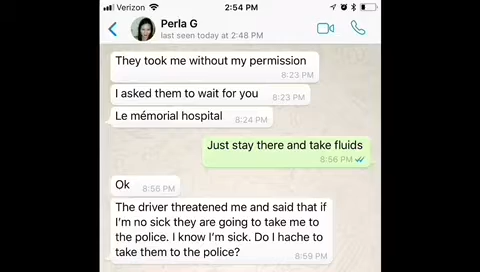 Verizon
2:54 PM
Perla G
last seen today at 2:48 PM
They took me without my permission
8:23 PM
I asked them to wait for you
8:23 PM
Le mémorial hospital
8:24 PM
Just stay there and take fluids
8:56 PM
Ok
8:56 PM
The driver threatened me and said that if
I'm no sick they are going to take me to
the police. I know I'm sick. Do I hache to
take them to the police?
8:59 PM